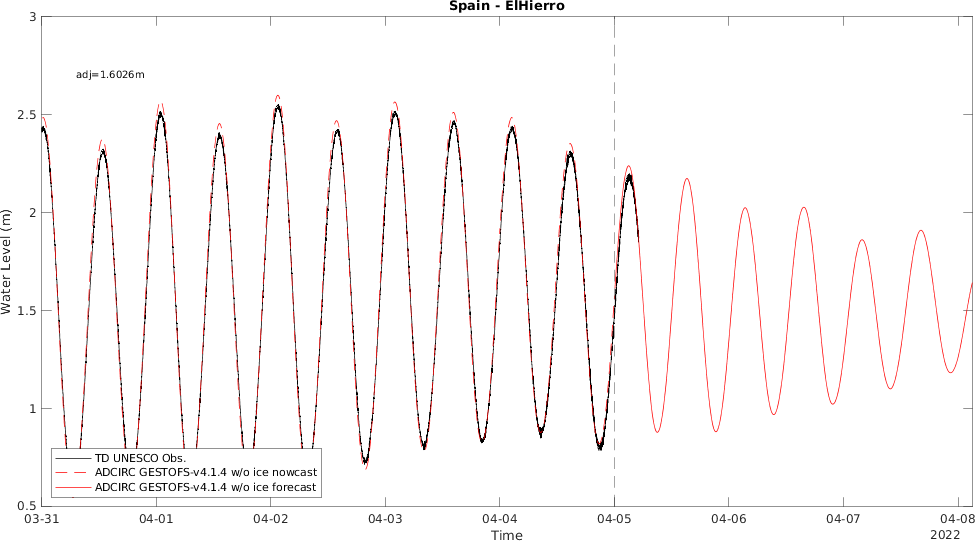 Spain - ElHierro
3
adj=1.6026m
2.5
2
Water Level (m)
1.5
1
TD UNESCO Obs.
ADCIRC GESTOFS-v4.1.4 w/o ice nowcast
ADCIRC GESTOFS-v4.1.4 w/o ice forecast
0.5
03-31 04-01 04-02 04-03 04-04 04-05 04-06 04-07 04-08
Time 2022